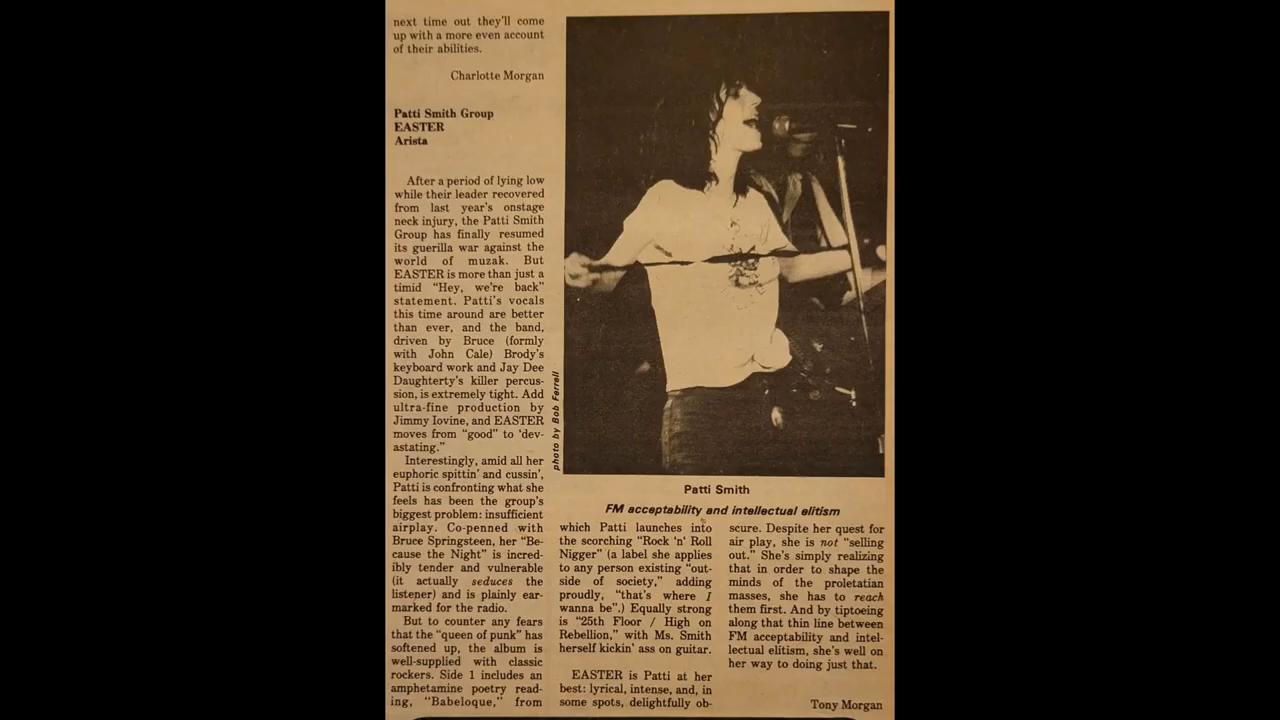 next time out they'll come
up with a more even account
of their abilities.
Charlotte Morgan
Patti Smith Group
EASTER
Arista
After a period of lying low
while their leader recovered
from last year's onstage
neck injury, the Patti Smith
Group has finally resumed
its guerilla war against the
world of muzak. But
EASTER is more than just a
timid "Hey, we're back"
statement. Patti's vocals
this time around are better
than ever, and the band,
driven by Bruce (formly
with John Cale) Brody's
keyboard work and Jay Dee
Daughterty's killer percus-
sion, is extremely tight. Add
ultra-fine production by
Jimmy Iovine, and EASTER
moves from "good" to 'dev-
astating."
Interestingly, amid all her
euphoric spittin' and cussin',
Patti is confronting what she
feels has been the group's
biggest problem: insufficient
airplay. Co-penned with
Bruce Springsteen, her "Be-
cause the Night" is incred-
ibly tender and vulnerable
(it actually seduces the
listener) and is plainly ear-
marked for the radio.
But to counter any fears
that the "queen of punk" has
softened up, the album is
well-supplied with classic
rockers. Side 1 includes an
amphetamine poetry read-
ing, "Babeloque," from
photo by Bob Ferrell
Patti Smith
FM acceptability and intellectual elitism
which Patti launches into
the scorching "Rock 'n' Roll
Nigger" (a label she applies
to any person existing "out-
side of society," adding
proudly, "that's where I
wanna be".) Equally strong
is "25th Floor / High on
Rebellion," with Ms. Smith
herself kickin' ass on guitar.
EASTER is Patti at her
best: lyrical, intense, and, in
some spots, delightfully ob-
scure. Despite her quest for
air play, she is not "selling
out." She's simply realizing
that in order to shape the
minds of the proletatian
masses, she has to reach
them first. And by tiptoeing
along that thin line between
FM acceptability and intel-
lectual elitism, she's well on
her way to doing just that.
Tony Morgan